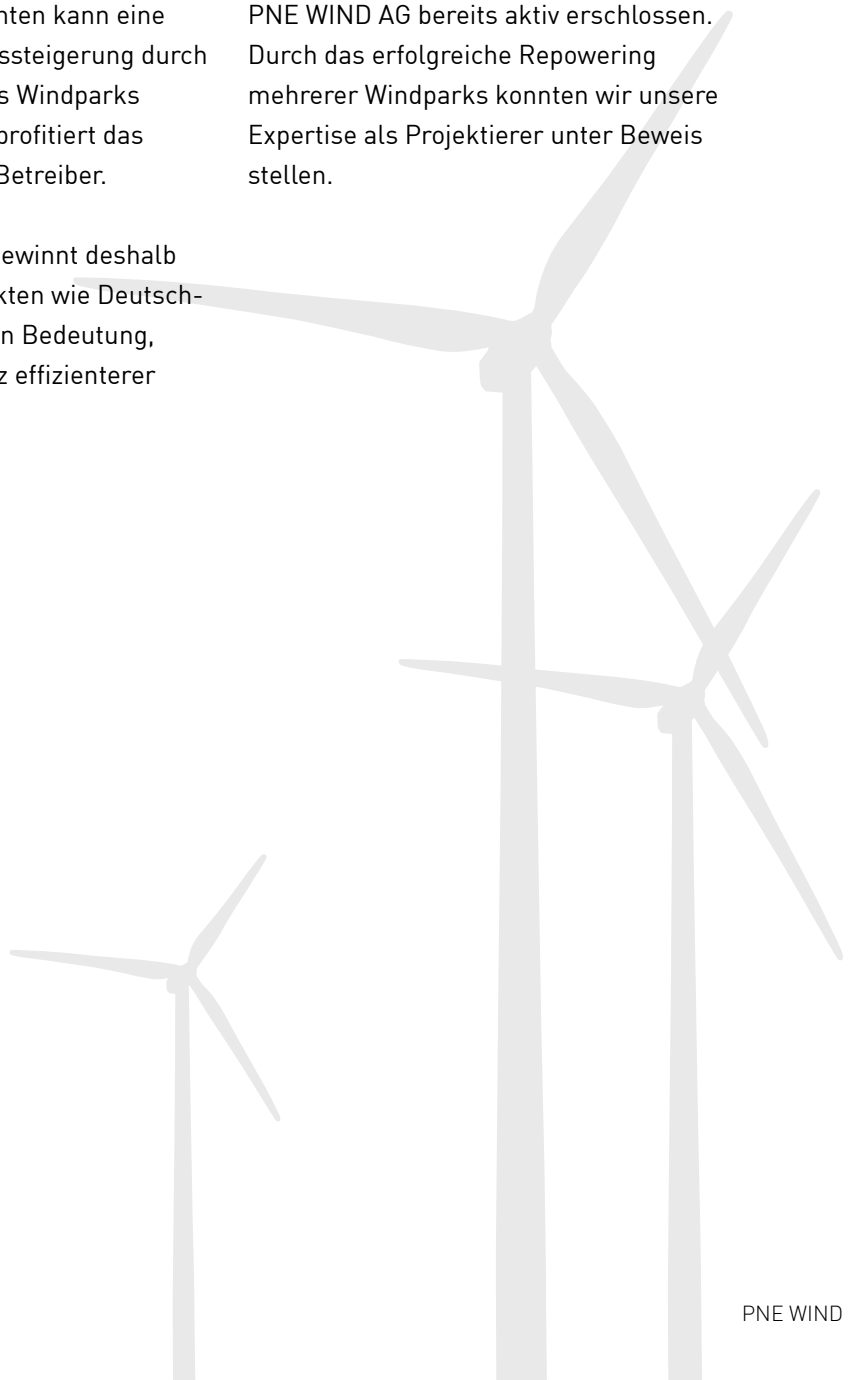 nten kann eine
ssteigerung durch
s Windparks
profitiert das
Betreiber.
ewinnt deshalb
kten wie Deutsch-
n Bedeutung,
z effizienterer
PNE WIND AG bereits aktiv erschlossen.
Durch das erfolgreiche Repowering
mehrerer Windparks konnten wir unsere
Expertise als Projektierer unter Beweis
stellen.
PNE WIND